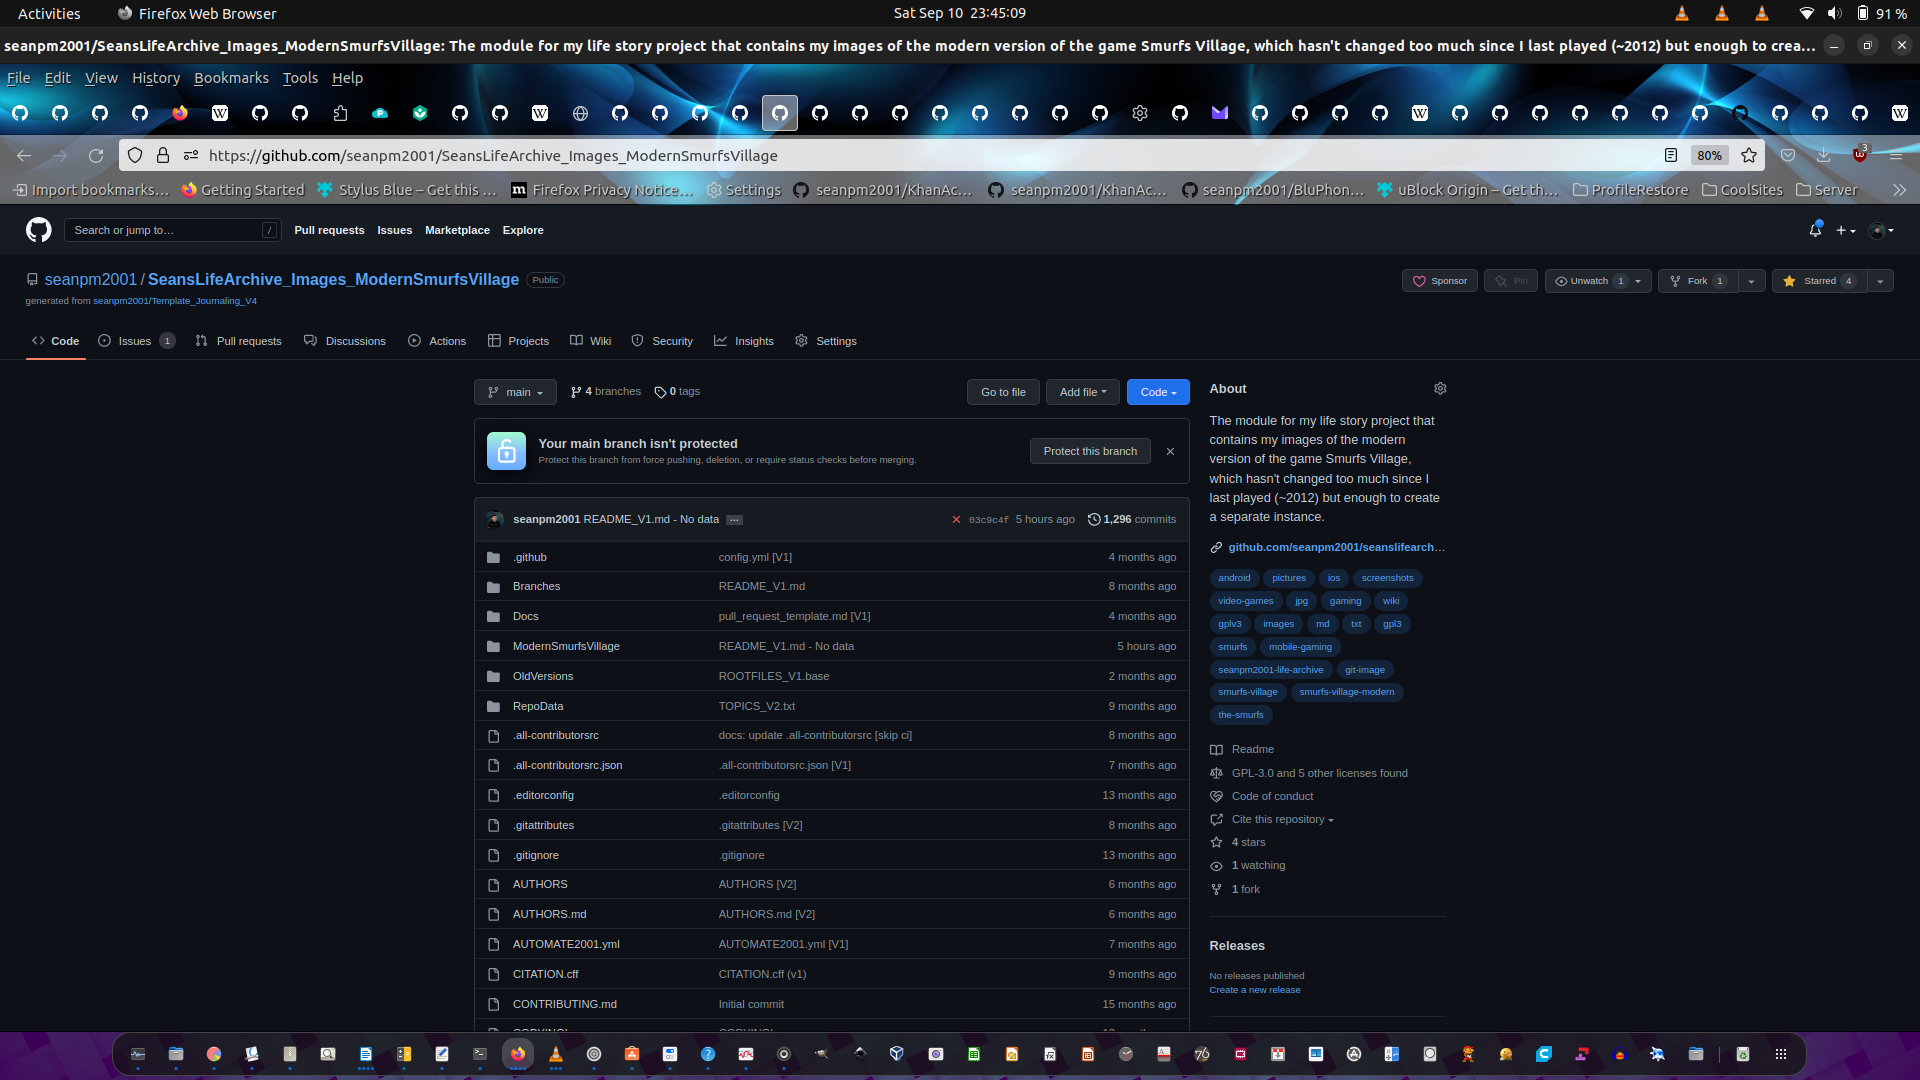 Activities Firefox Web Browser Sat Sep 10 23:45:09 91 %
seanpm2001/SeansLifeArchive_Images_ModernSmurfsVillage: The module for my life story project that contains my images of the modern version of the game Smurfs Village, which hasn't changed too much since I last played (~2012) but enough to crea…
File Edit View History Bookmarks Tools Help
https://github.com/seanpm2001/SeansLifeArchive_Images_ModernSmurfsVillage 80% 3
Import bookmarks… Getting Started Stylus Blue – Get this … Firefox Privacy Notice… Settings seanpm2001/KhanAc… seanpm2001/KhanAc… seanpm2001/BluPhon… uBlock Origin – Get th… ProfileRestore CoolSites Server
Search or jump to… / Pull requests Issues Marketplace Explore
seanpm2001 / SeansLifeArchive_Images_ModernSmurfsVillage Public Sponsor Pin Unwatch 1 Fork 1 Starred 4
generated from seanpm2001/Template_Journaling_V4
Code Issues 1 Pull requests Discussions Actions Projects Wiki Security Insights Settings
main 4 branches 0 tags Go to file Add file Code
Your main branch isn't protected
Protect this branch from force pushing, deletion, or require status checks before merging.
Protect this branch
seanpm2001 README_V1.md - No data … 03c9c4f 5 hours ago 1,296 commits
.github config.yml [V1] 4 months ago
Branches README_V1.md 8 months ago
Docs pull_request_template.md [V1] 4 months ago
ModernSmurfsVillage README_V1.md - No data 5 hours ago
OldVersions ROOTFILES_V1.base 2 months ago
RepoData TOPICS_V2.txt 9 months ago
.all-contributorsrc docs: update .all-contributorsrc [skip ci] 8 months ago
.all-contributorsrc.json .all-contributorsrc.json [V1] 7 months ago
.editorconfig .editorconfig 13 months ago
.gitattributes .gitattributes [V2] 8 months ago
.gitignore .gitignore 13 months ago
AUTHORS AUTHORS [V2] 6 months ago
AUTHORS.md AUTHORS.md [V2] 6 months ago
AUTOMATE2001.yml AUTOMATE2001.yml [V1] 7 months ago
CITATION.cff CITATION.cff (v1) 9 months ago
CONTRIBUTING.md Initial commit 15 months ago
About
The module for my life story project that
contains my images of the modern
version of the game Smurfs Village,
which hasn't changed too much since I
last played (~2012) but enough to create
a separate instance.
github.com/seanpm2001/seanslifearch…
android pictures ios screenshots
video-games jpg gaming wiki
gplv3 images md txt gpl3
smurfs mobile-gaming
seanpm2001-life-archive git-image
smurfs-village smurfs-village-modern
the-smurfs
Readme
GPL-3.0 and 5 other licenses found
Code of conduct
Cite this repository
4 stars
1 watching
1 fork
Releases
No releases published
Create a new release